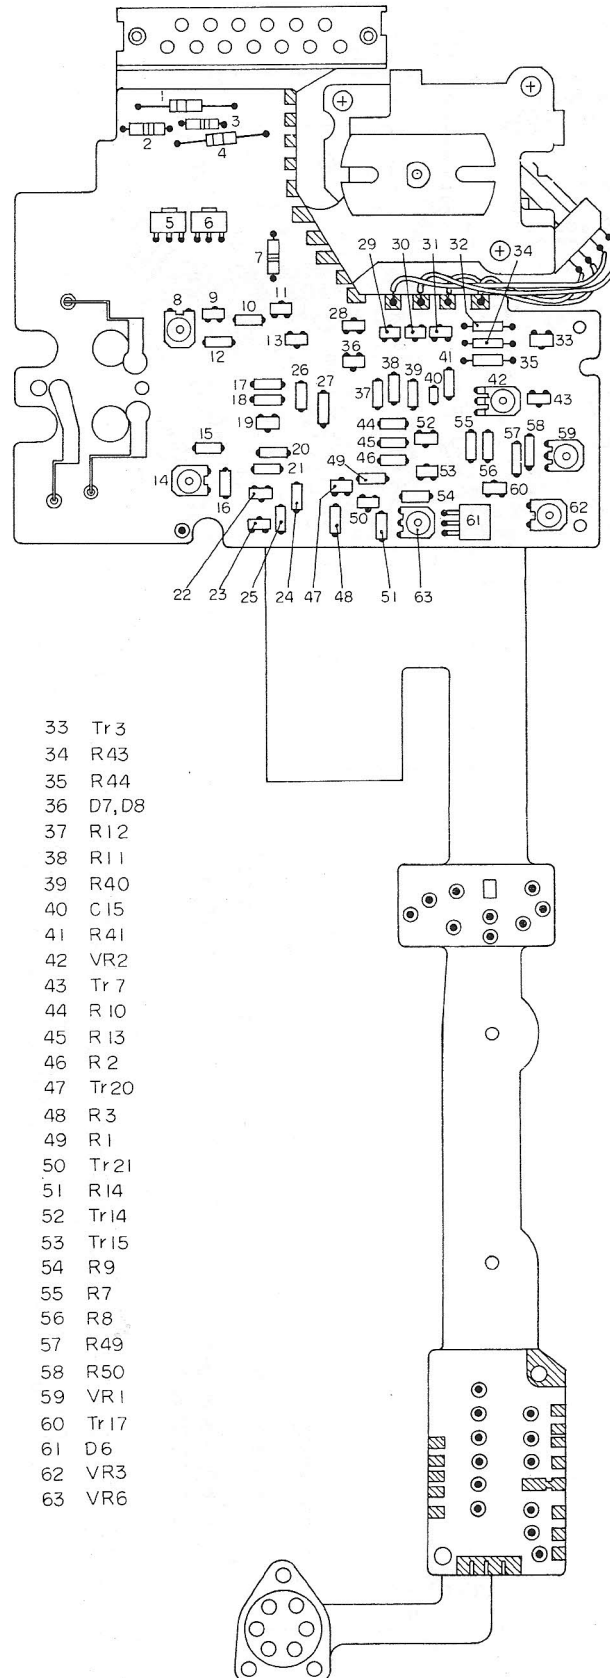 1
2
3
4
5 6
7
29 30 31 32 34
8 9 10 11
28
12 13
36 33
35
17 26 27 38 41
18 37 39 40 42 43
19 44 52
15 20 45 55 58
21 46 57 59
49 53 56
14 16 54 60
50 61 62
22 23 25 24 47 48 51 63
33 Tr3
34 R43
35 R44
36 D7,D8
37 R12
38 R11
39 R40
40 C15
41 R41
42 VR2
43 Tr7
44 R10
45 R13
46 R2
47 Tr20
48 R3
49 R1
50 Tr21
51 R14
52 Tr14
53 Tr15
54 R9
55 R7
56 R8
57 R49
58 R50
59 VR1
60 Tr17
61 D6
62 VR3
63 VR6